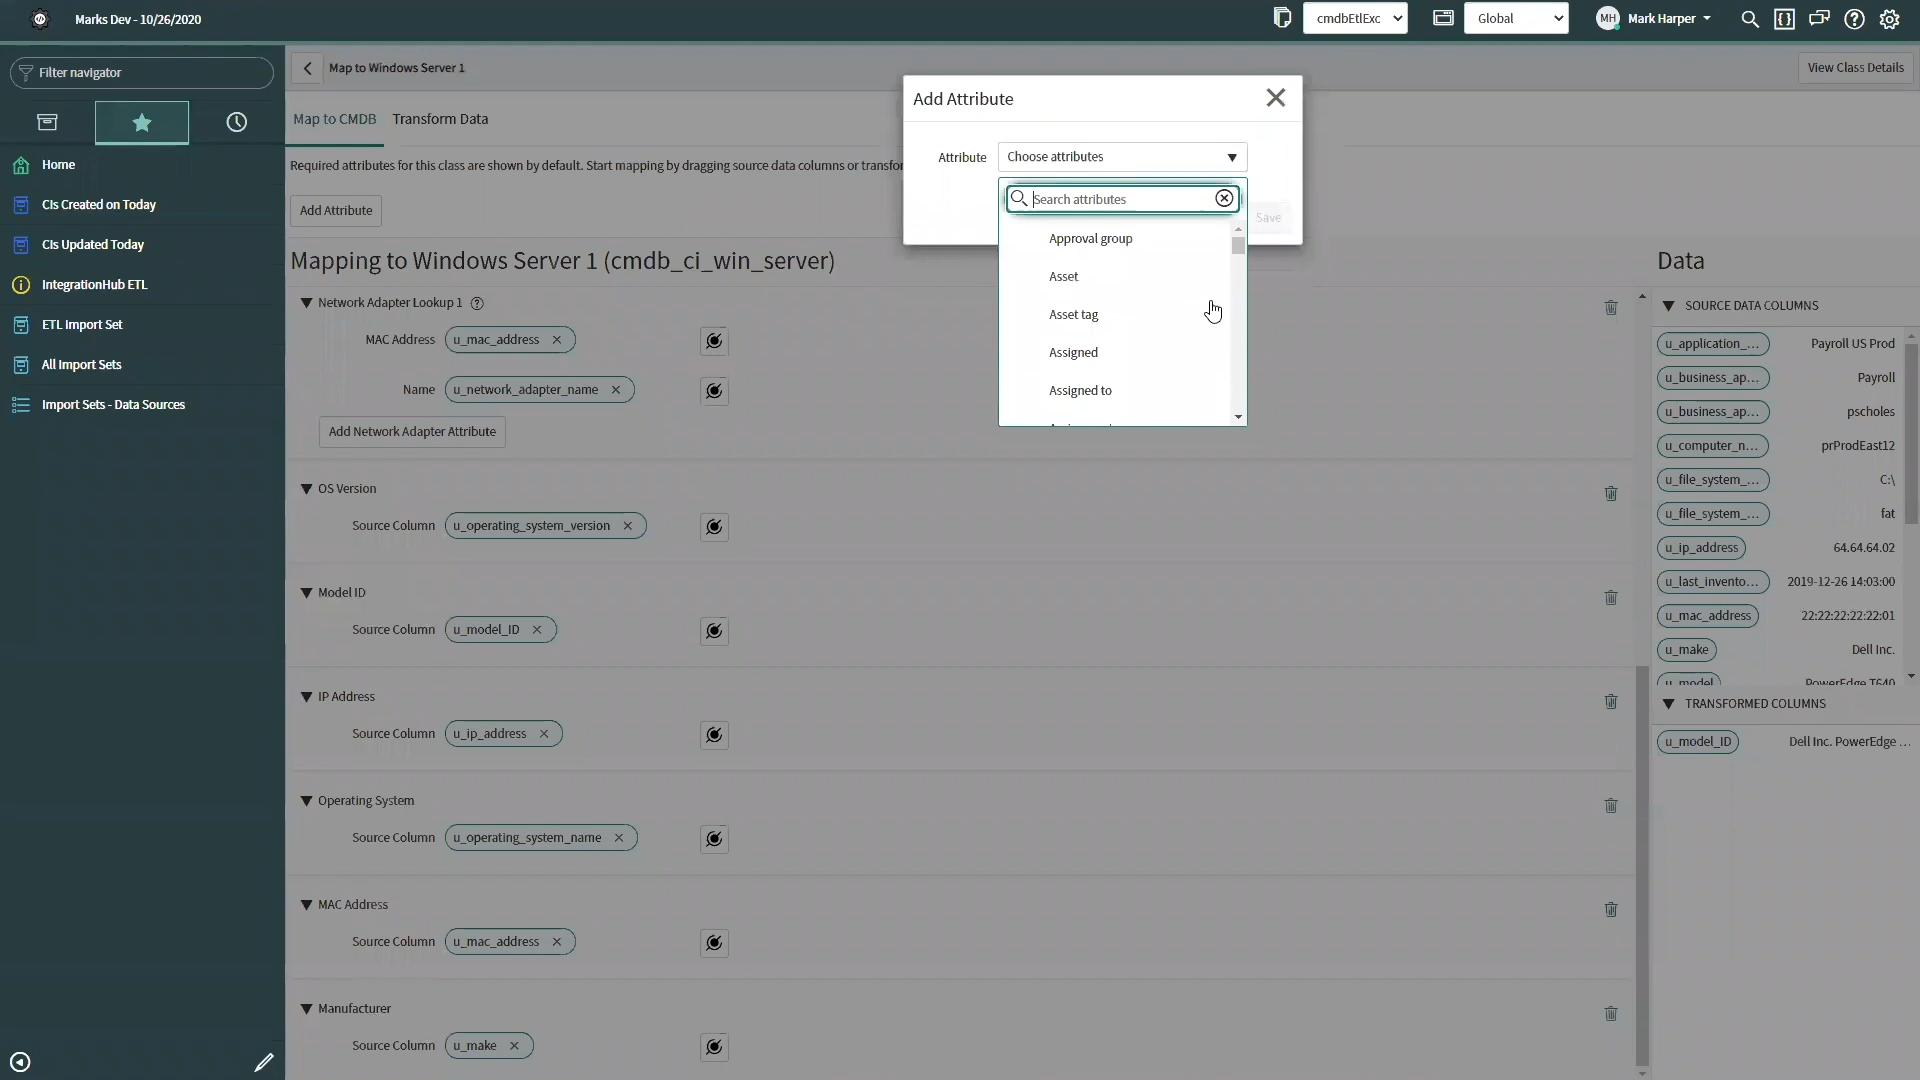 Marks Dev - 10/26/2020
cmdbEtlExc
Global
MH
Mark Harper
Filter navigator
Home
CIs Created on Today
CIs Updated Today
IntegrationHub ETL
ETL Import Set
All Import Sets
Import Sets - Data Sources
Map to Windows Server 1
View Class Details
Map to CMDB
Transform Data
Required attributes for this class are shown by default. Start mapping by dragging source data columns or transfor
Add Attribute
Mapping to Windows Server 1 (cmdb_ci_win_server)
Network Adapter Lookup 1
MAC Address u_mac_address
Name u_network_adapter_name
Add Network Adapter Attribute
OS Version
Source Column u_operating_system_version
Model ID
Source Column u_model_ID
IP Address
Source Column u_ip_address
Operating System
Source Column u_operating_system_name
MAC Address
Source Column u_mac_address
Manufacturer
Source Column u_make
Add Attribute
Attribute Choose attributes
Search attributes
Save
Approval group
Asset
Asset tag
Assigned
Assigned to
Data
SOURCE DATA COLUMNS
u_application_... Payroll US Prod
u_business_ap... Payroll
u_business_ap... pscholes
u_computer_n... prProdEast12
u_file_system_... C:\
u_file_system_... fat
u_ip_address 64.64.64.02
u_last_invento... 2019-12-26 14:03:00
u_mac_address 22:22:22:22:22:01
u_make Dell Inc.
u_model PowerEdge T640
TRANSFORMED COLUMNS
u_model_ID Dell Inc. PowerEdge ...